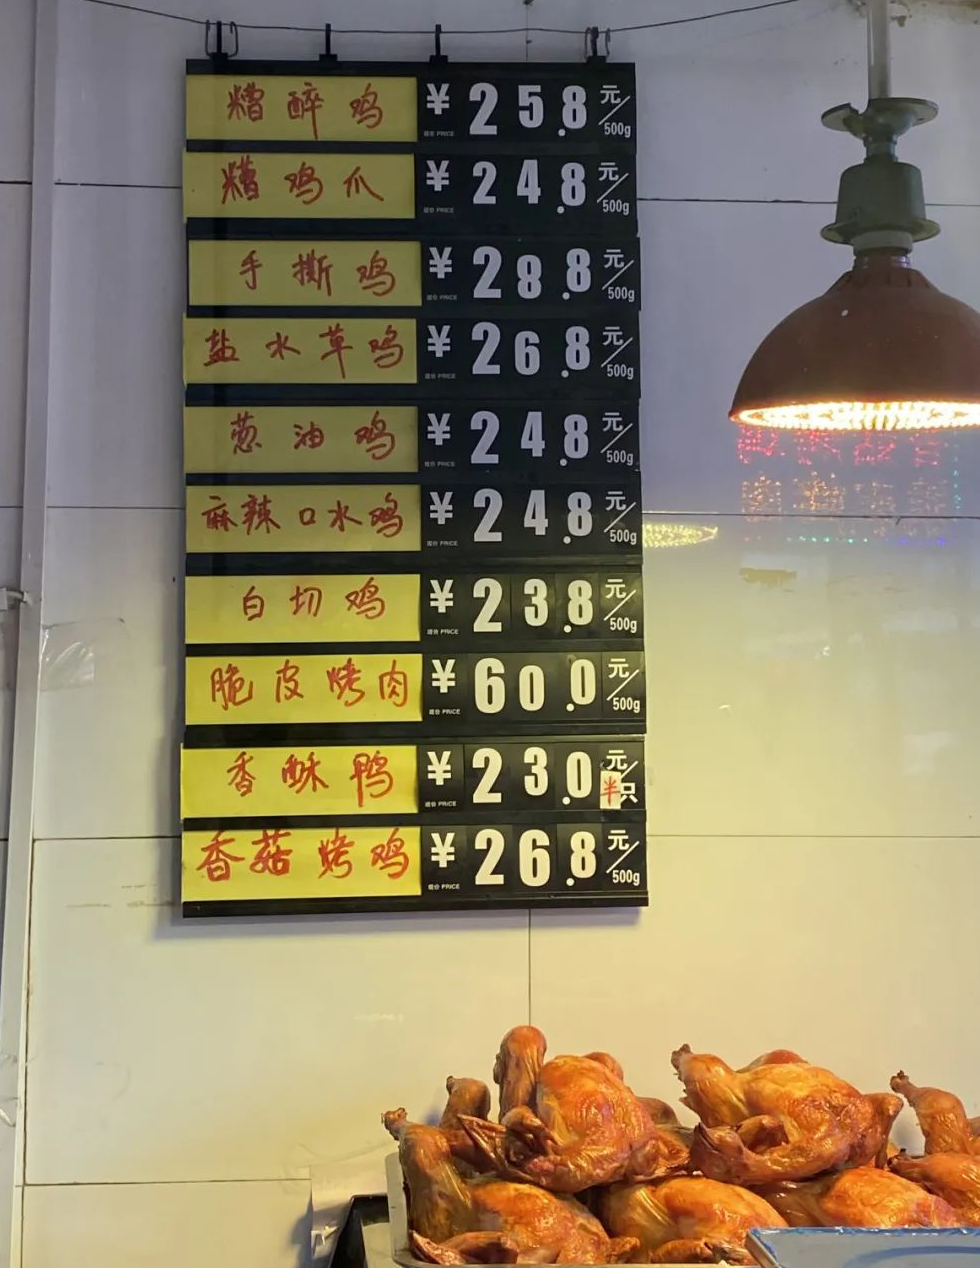 糟醉鸡 ¥ 25.8 元/500g
糟鸡爪 ¥ 24.8 元/500g
手撕鸡 ¥ 28.8 元/500g
盐水草鸡 ¥ 26.8 元/500g
葱油鸡 ¥ 24.8 元/500g
麻辣口水鸡 ¥ 24.8 元/500g
白切鸡 ¥ 23.8 元/500g
脆皮烤肉 ¥ 60.0 元/500g
香酥鸭 ¥ 23.0 元/半只
香菇烤鸡 ¥ 26.8 元/500g